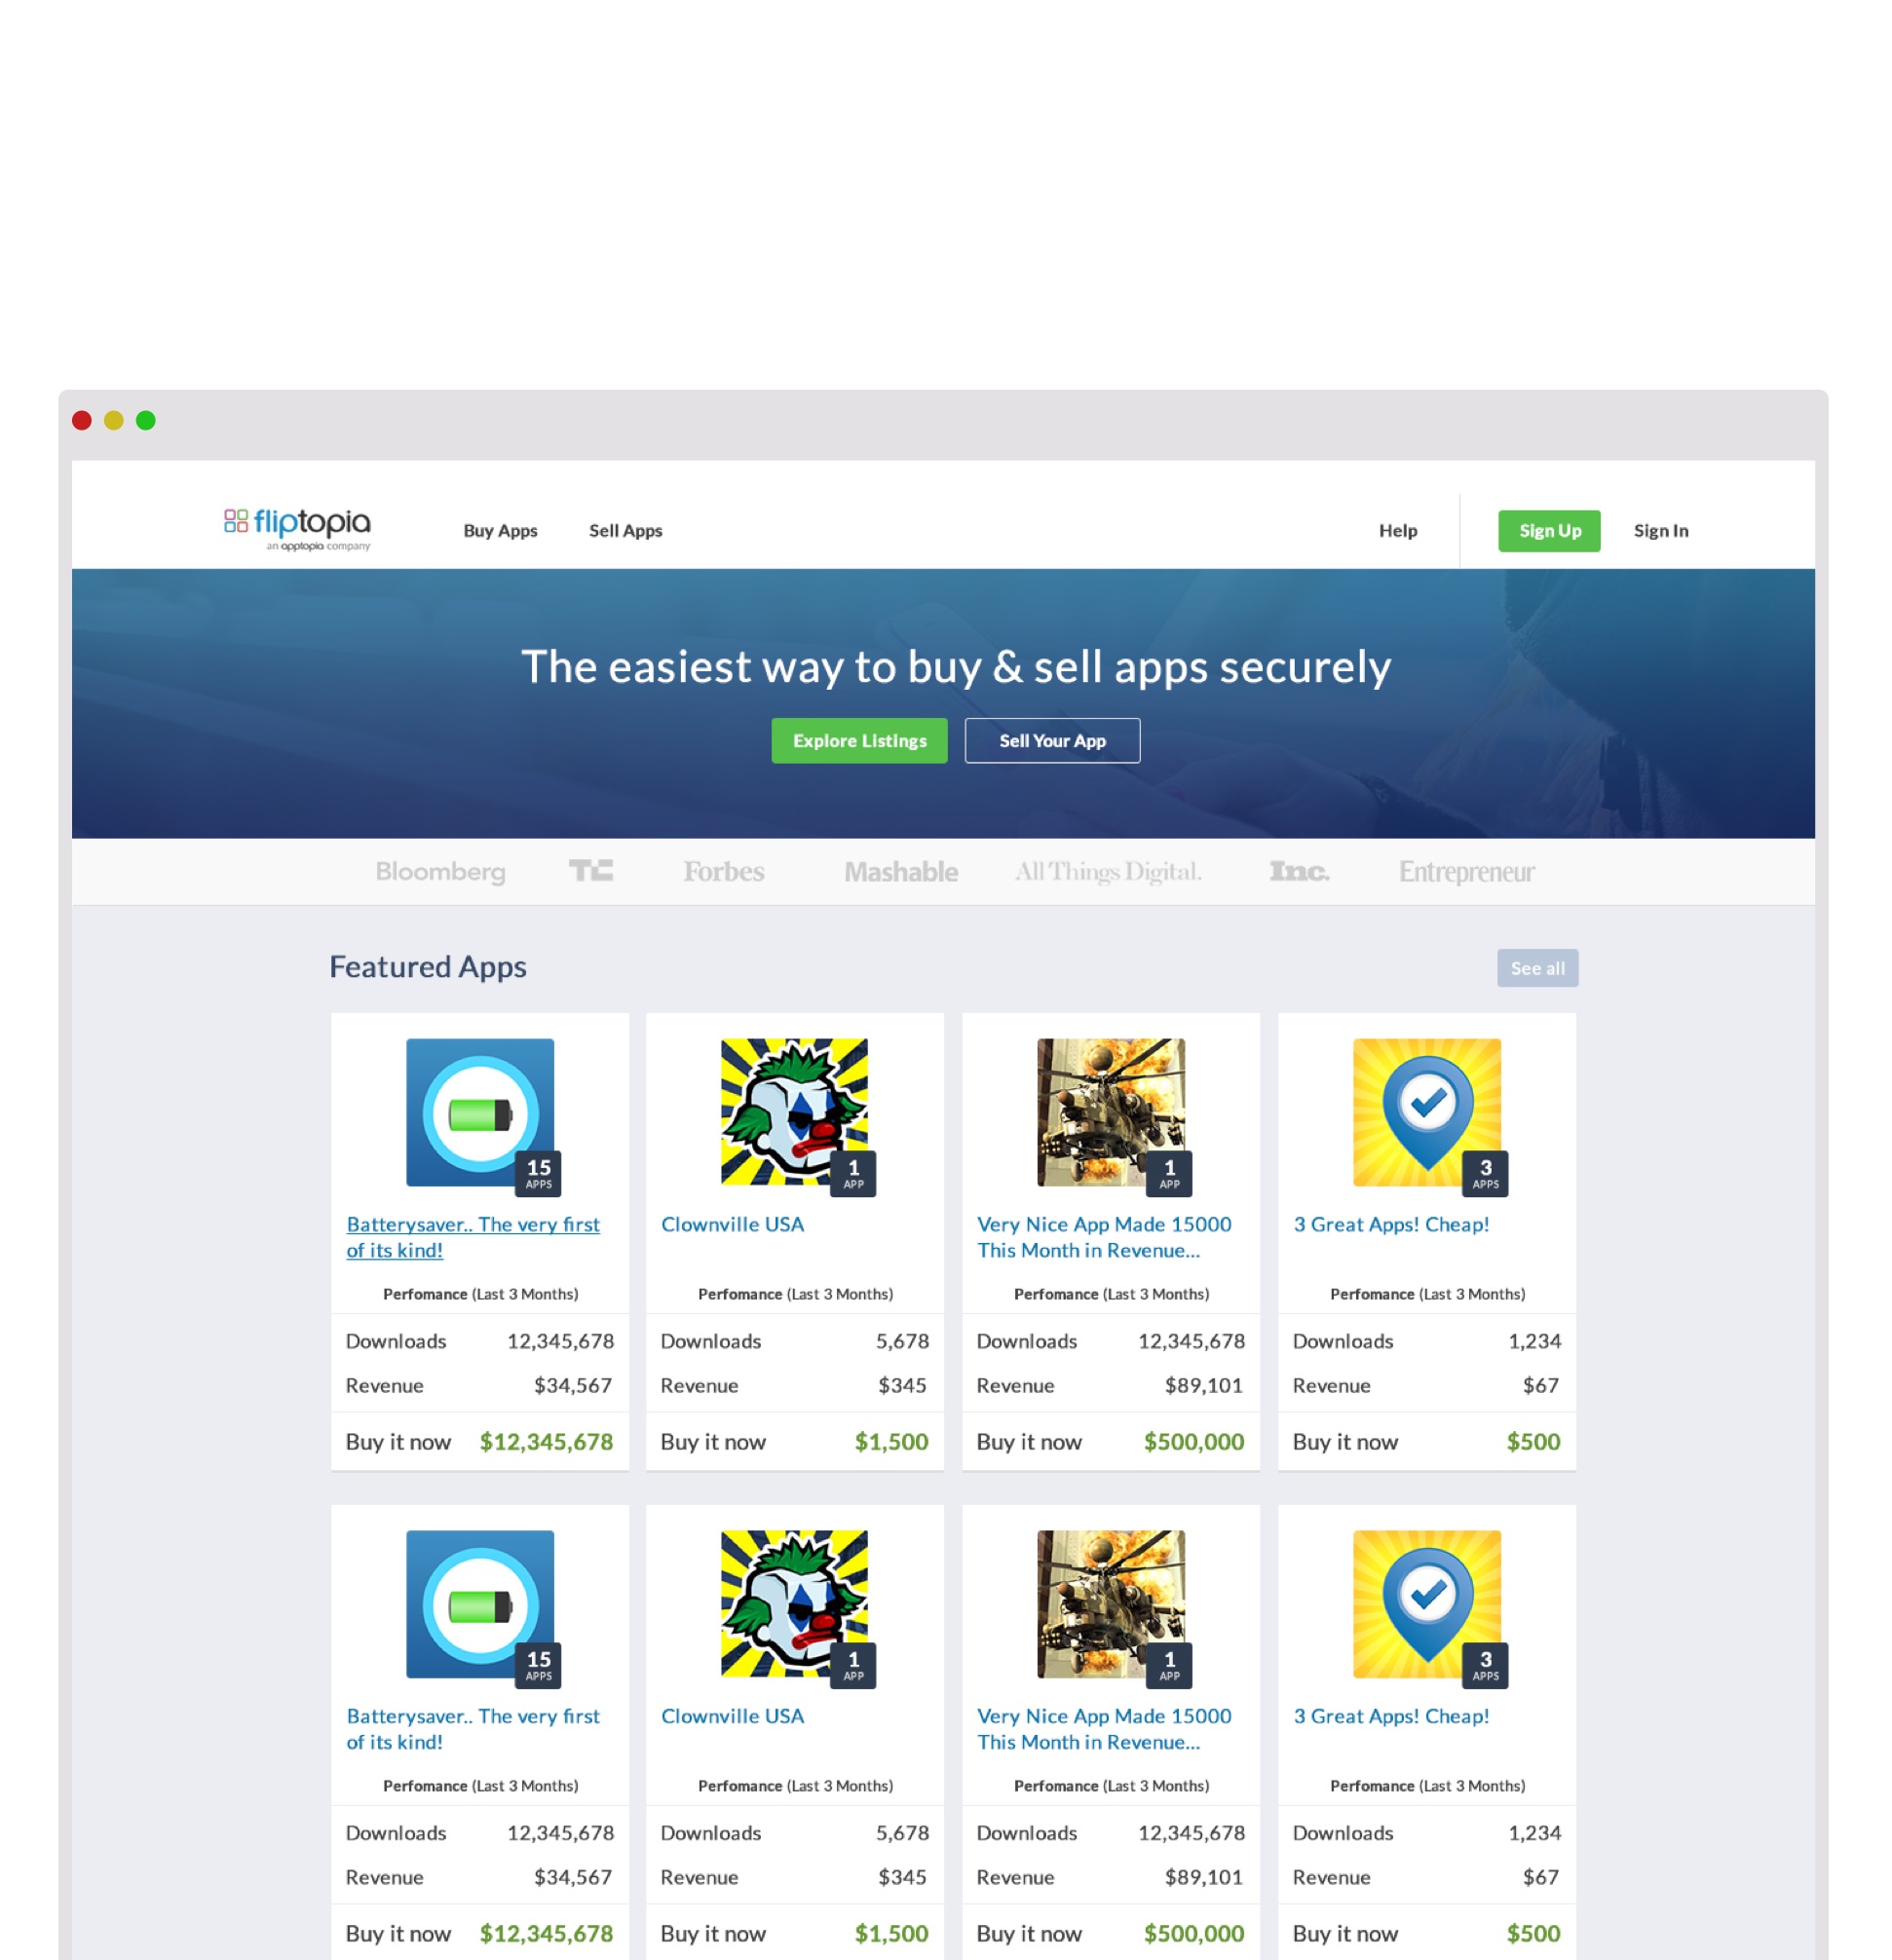 fliptopia
an apptopia company
Buy Apps Sell Apps Help Sign Up Sign In
The easiest way to buy & sell apps securely
Explore Listings Sell Your App
Bloomberg TC Forbes Mashable All Things Digital. Inc. Entrepreneur
Featured Apps See all
15 APPS
Batterysaver.. The very first
of its kind!
Perfomance (Last 3 Months)
Downloads 12,345,678
Revenue $34,567
Buy it now $12,345,678
1 APP
Clownville USA
Perfomance (Last 3 Months)
Downloads 5,678
Revenue $345
Buy it now $1,500
1 APP
Very Nice App Made 15000
This Month in Revenue...
Perfomance (Last 3 Months)
Downloads 12,345,678
Revenue $89,101
Buy it now $500,000
3 APPS
3 Great Apps! Cheap!
Perfomance (Last 3 Months)
Downloads 1,234
Revenue $67
Buy it now $500
15 APPS
Batterysaver.. The very first
of its kind!
Perfomance (Last 3 Months)
Downloads 12,345,678
Revenue $34,567
Buy it now $12,345,678
1 APP
Clownville USA
Perfomance (Last 3 Months)
Downloads 5,678
Revenue $345
Buy it now $1,500
1 APP
Very Nice App Made 15000
This Month in Revenue...
Perfomance (Last 3 Months)
Downloads 12,345,678
Revenue $89,101
Buy it now $500,000
3 APPS
3 Great Apps! Cheap!
Perfomance (Last 3 Months)
Downloads 1,234
Revenue $67
Buy it now $500